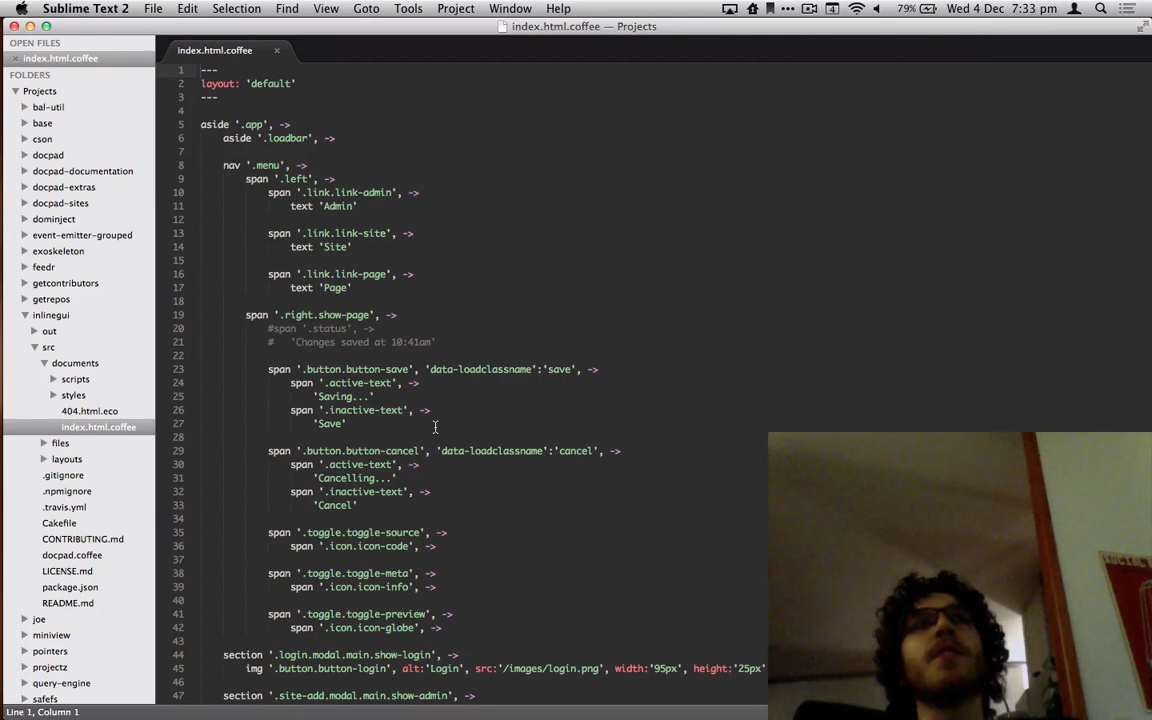 Sublime Text 2 File Edit Selection Find View Goto Tools Project Window Help 4 79% Wed 4 Dec 7:33 pm
index.html.coffee — Projects
OPEN FILES
× index.html.coffee
FOLDERS
Projects
bal-util
base
cson
docpad
docpad-documentation
docpad-extras
docpad-sites
dominject
event-emitter-grouped
exoskeleton
feedr
getcontributors
getrepos
inlinegui
out
src
documents
scripts
styles
404.html.eco
index.html.coffee
files
layouts
.gitignore
.npmignore
.travis.yml
Cakefile
CONTRIBUTING.md
docpad.coffee
LICENSE.md
package.json
README.md
joe
miniview
pointers
projectz
query-engine
safefs
index.html.coffee ×
1 ---
2 layout: 'default'
3 ---
4
5 aside '.app', ->
6 aside '.loadbar', ->
7
8 nav '.menu', ->
9 span '.left', ->
10 span '.link.link-admin', ->
11 text 'Admin'
12
13 span '.link.link-site', ->
14 text 'Site'
15
16 span '.link.link-page', ->
17 text 'Page'
18
19 span '.right.show-page', ->
20 #span '.status', ->
21 # 'Changes saved at 10:41am'
22
23 span '.button.button-save', 'data-loadclassname':'save', ->
24 span '.active-text', ->
25 'Saving...'
26 span '.inactive-text', ->
27 'Save'
28
29 span '.button.button-cancel', 'data-loadclassname':'cancel', ->
30 span '.active-text', ->
31 'Cancelling...'
32 span '.inactive-text', ->
33 'Cancel'
34
35 span '.toggle.toggle-source', ->
36 span '.icon.icon-code', ->
37
38 span '.toggle.toggle-meta', ->
39 span '.icon.icon-info', ->
40
41 span '.toggle.toggle-preview', ->
42 span '.icon.icon-globe', ->
43
44 section '.login.modal.main.show-login', ->
45 img '.button.button-login', alt:'Login', src:'/images/login.png', width:'95px', height:'25px'
46
47 section '.site-add.modal.main.show-admin', ->
Line 1, Column 1